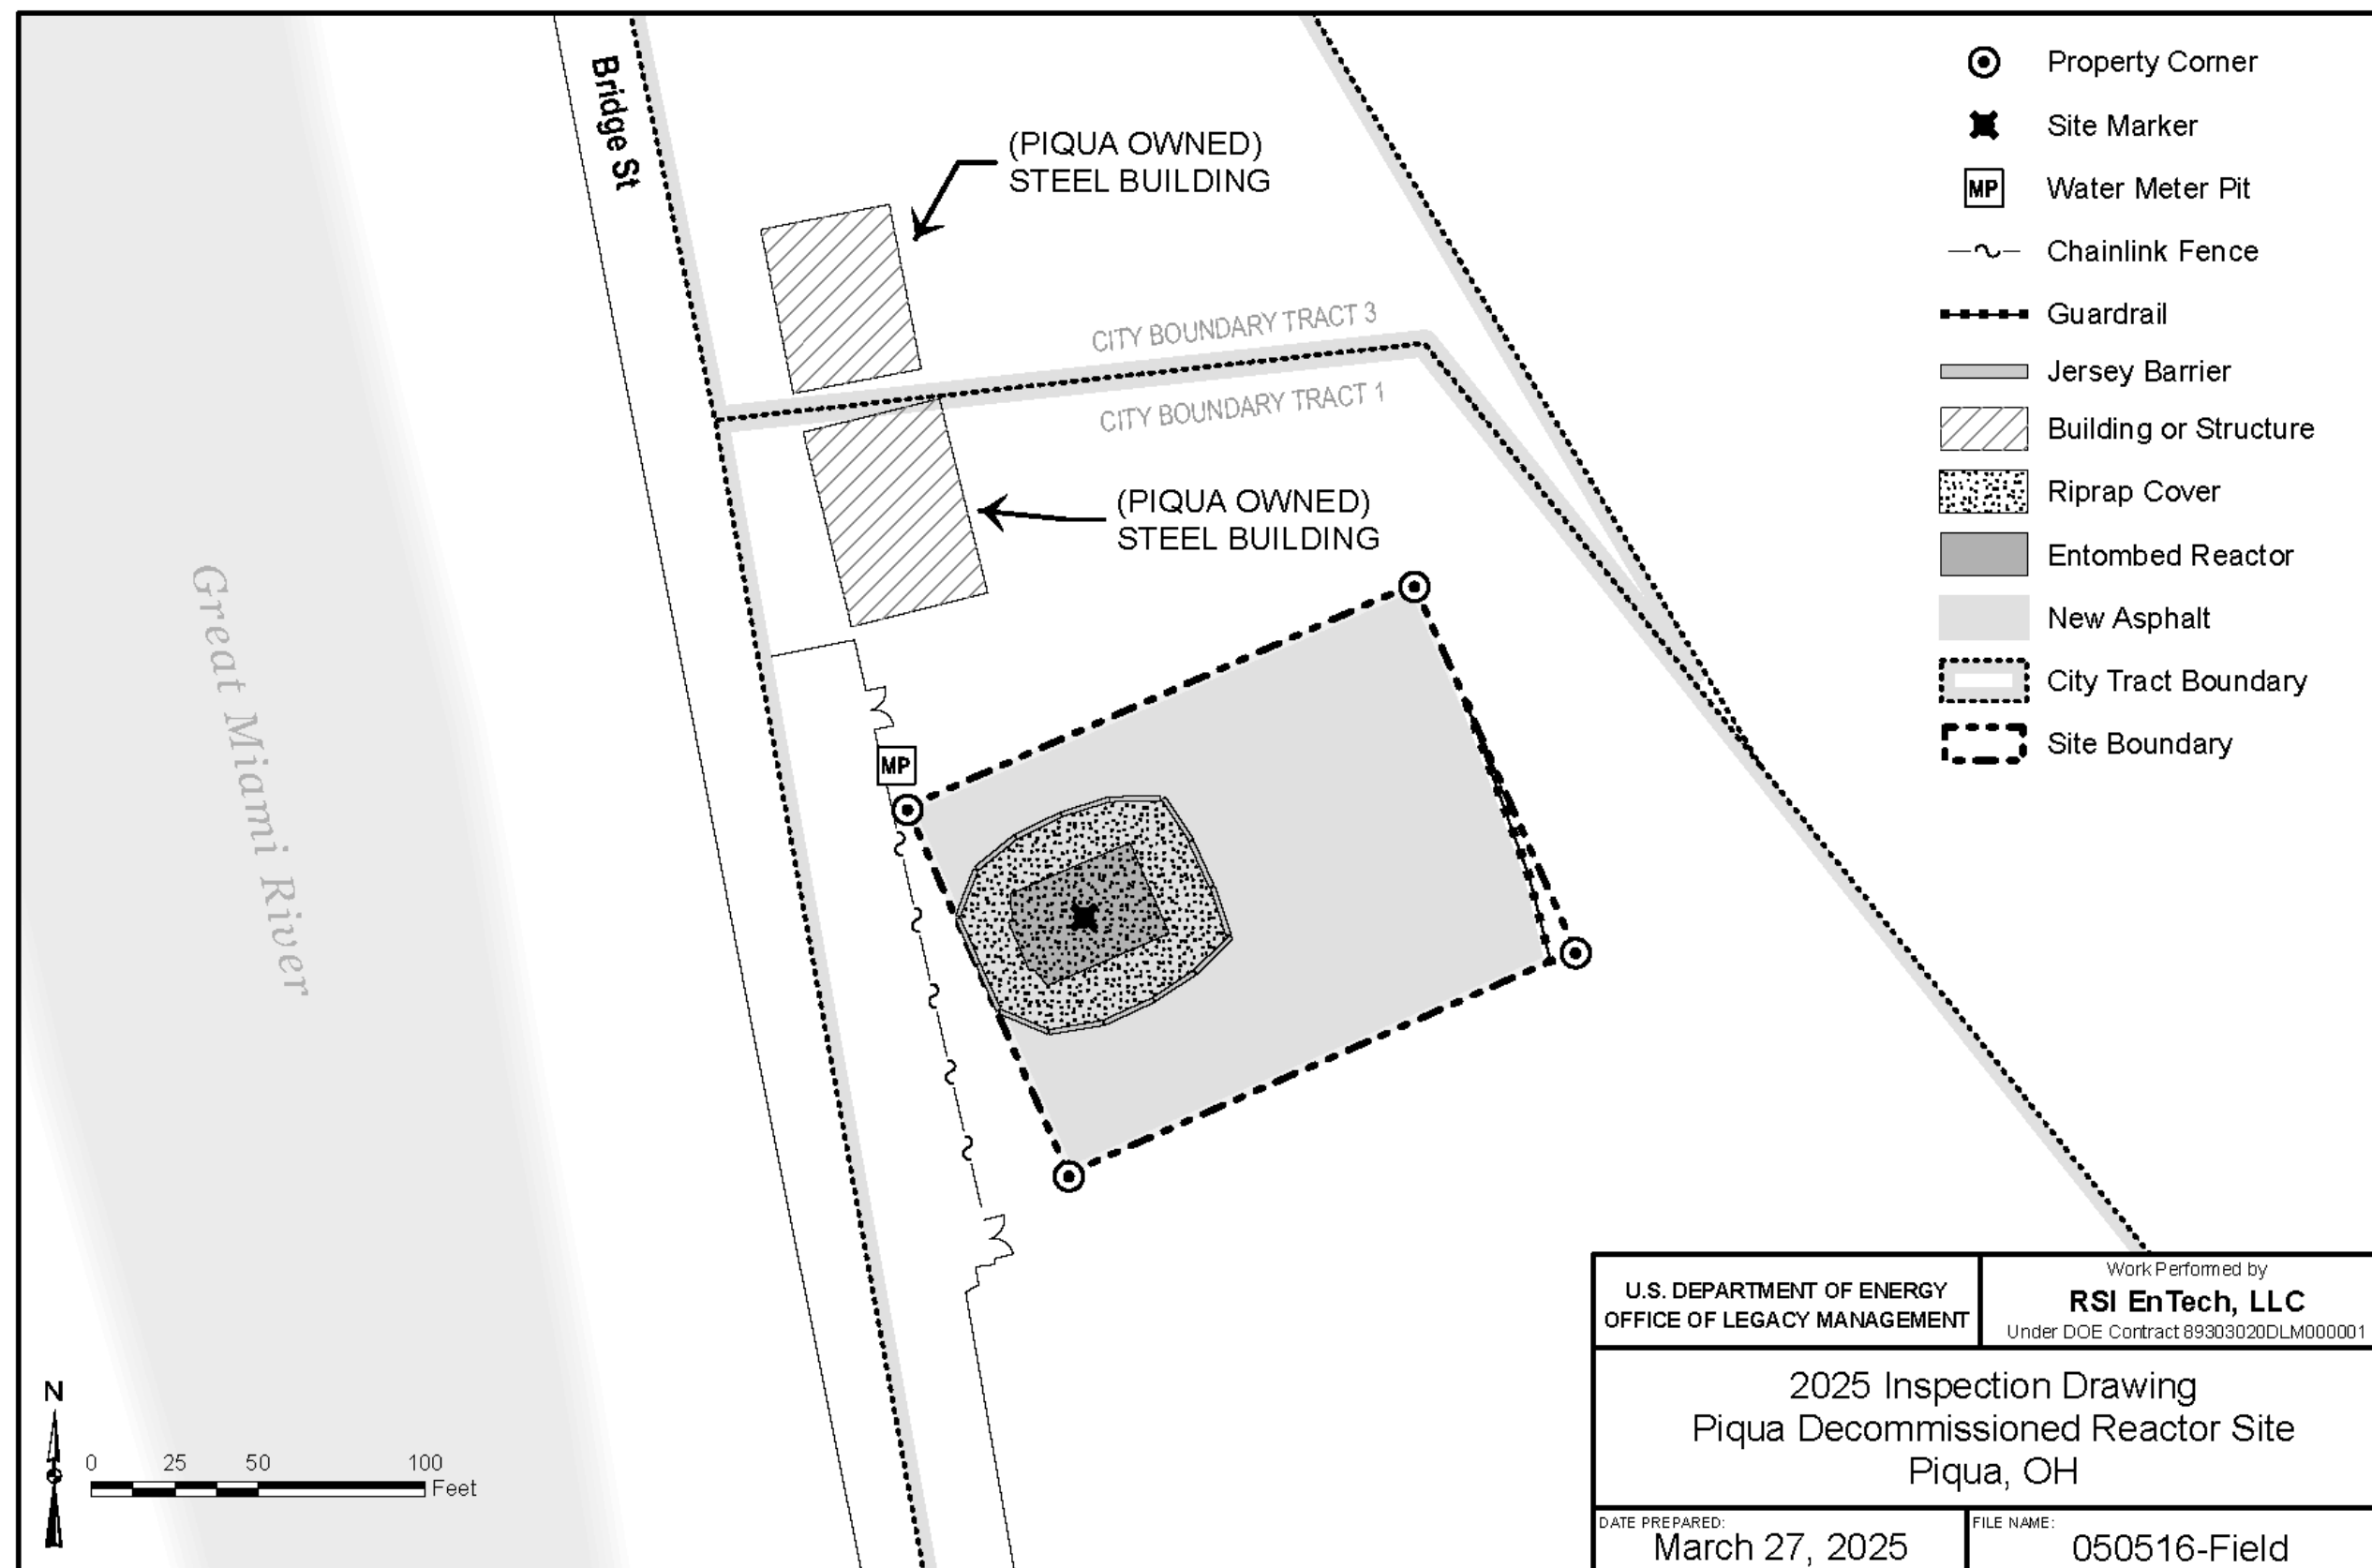 Bridge St
(PIQUA OWNED)
STEEL BUILDING
CITY BOUNDARY TRACT 3
CITY BOUNDARY TRACT 1
(PIQUA OWNED)
STEEL BUILDING
Great Miami River
MP
Property Corner
Site Marker
MP Water Meter Pit
Chainlink Fence
Guardrail
Jersey Barrier
Building or Structure
Riprap Cover
Entombed Reactor
New Asphalt
City Tract Boundary
Site Boundary
N
0 25 50 100
Feet
U.S. DEPARTMENT OF ENERGY
OFFICE OF LEGACY MANAGEMENT
Work Performed by
RSI EnTech, LLC
Under DOE Contract 89303020DLM000001
2025 Inspection Drawing
Piqua Decommissioned Reactor Site
Piqua, OH
DATE PREPARED:
March 27, 2025
FILE NAME:
050516-Field